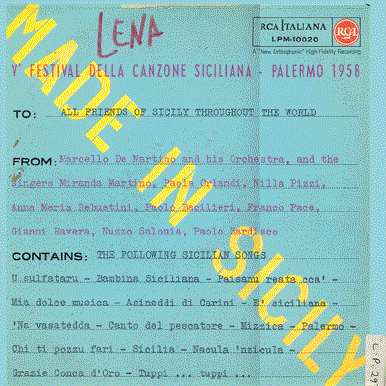 LENA
RCA ITALIANA
LPM-10020
RCA
A "New Orthophonic" High Fidelity Recording
V° FESTIVAL DELLA CANZONE SICILIANA - PALERMO 1958
MADE IN SICILY
TO: ALL FRIENDS OF SICILY THROUGHOUT THE WORLD
FROM: Marcello De Martino and his Orchestra, and the
singers Miranda Martino, Paola Orlandi, Nilla Pizzi,
Anna Maria Rebustini, Paolo Bacilieri, Franco Pace,
Gianni Ravera, Nuzzo Salonia, Paolo Sardisco
CONTAINS: THE FOLLOWING SICILIAN SONGS
U sulfataru - Bambina Siciliana - Paisanu resta cca' -
Mia dolce musica - Acineddi di Carini - E' siciliana -
'Na vasatedda - Canto del pescatore - Mizzica - Palermo -
Chi ti pozzu fari - Sicilia - Nacula 'nzicula -
Grazie Conca d'Oro - Tuppi ... tuppi ...